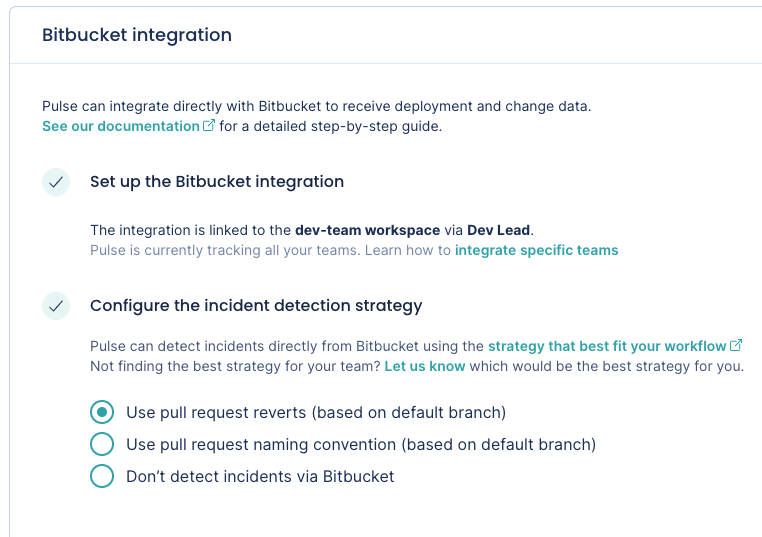 Bitbucket integration
Pulse can integrate directly with Bitbucket to receive deployment and change data.
See our documentation for a detailed step-by-step guide.
Set up the Bitbucket integration
The integration is linked to the dev-team workspace via Dev Lead.
Pulse is currently tracking all your teams. Learn how to integrate specific teams
Configure the incident detection strategy
Pulse can detect incidents directly from Bitbucket using the strategy that best fit your workflow
Not finding the best strategy for your team? Let us know which would be the best strategy for you.
Use pull request reverts (based on default branch)
Use pull request naming convention (based on default branch)
Don’t detect incidents via Bitbucket